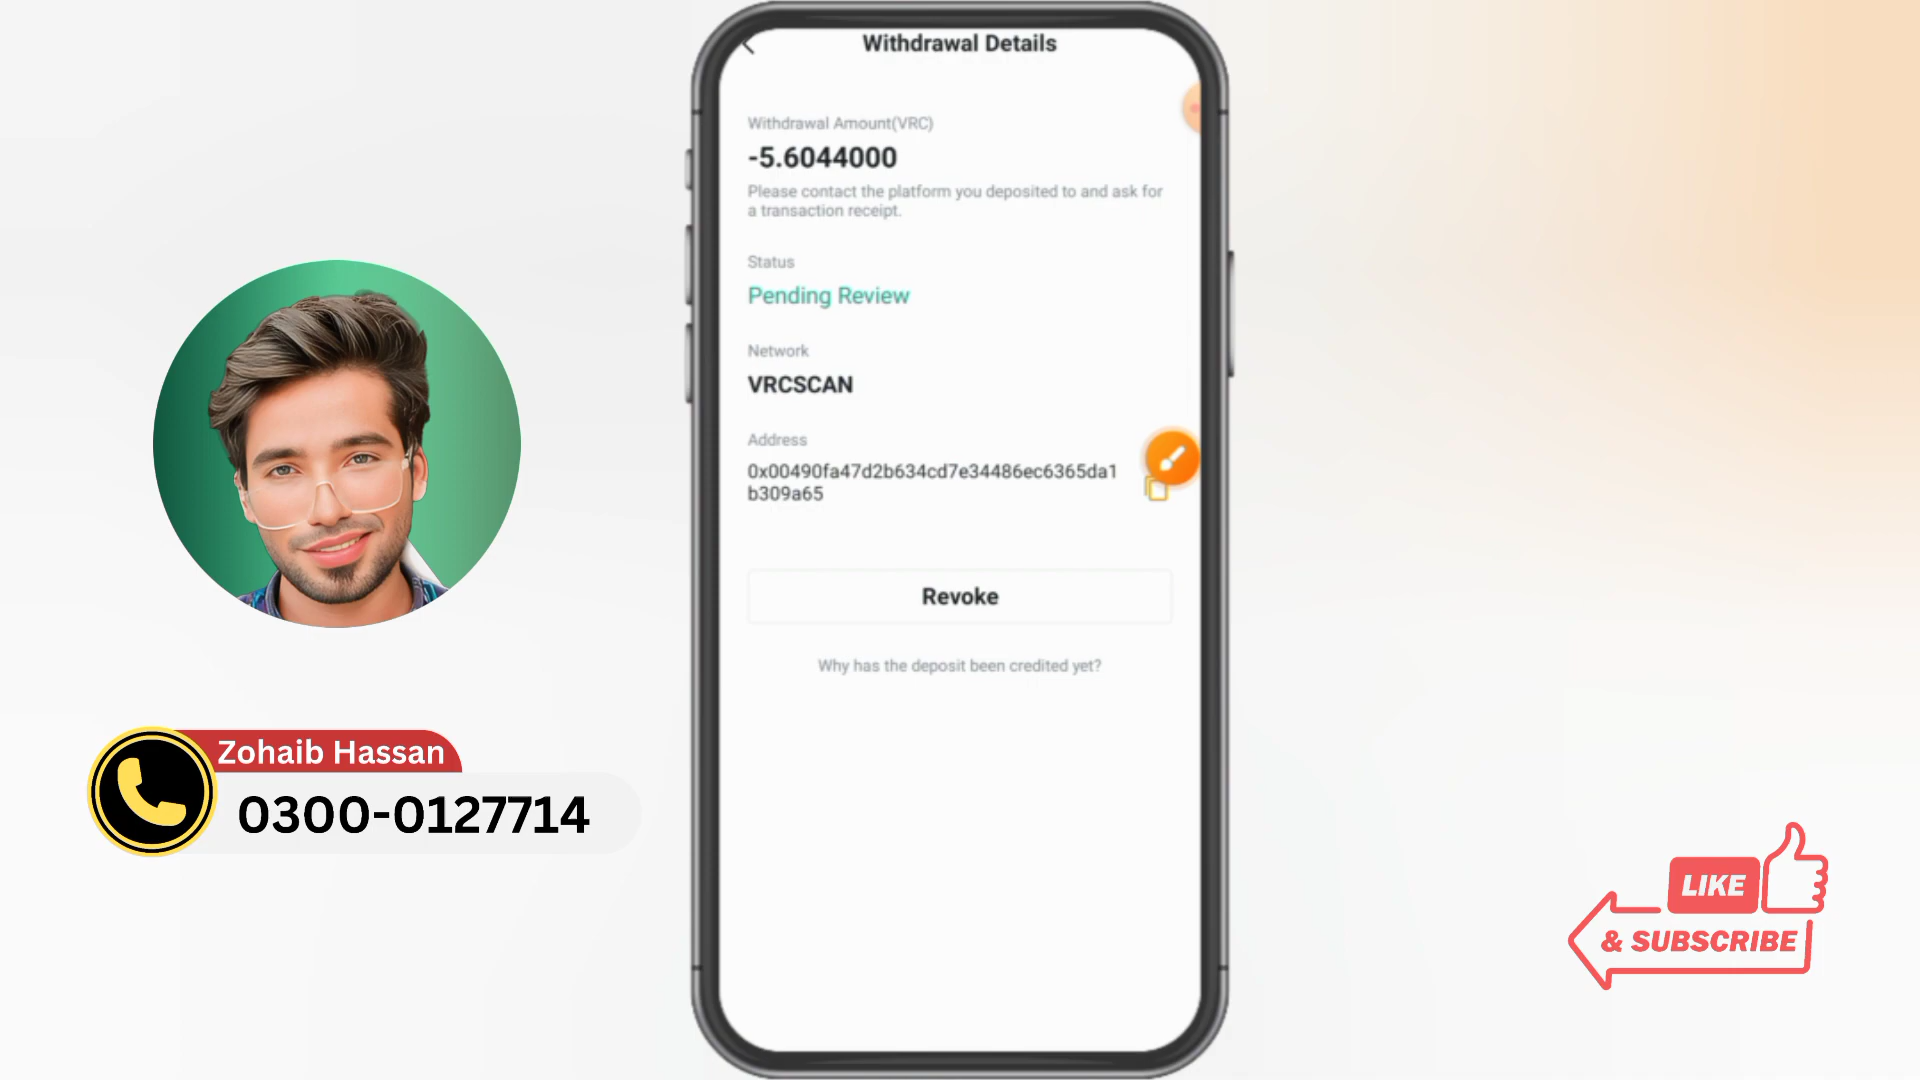 Withdrawal Details
Withdrawal Amount(VRC)
-5.6044000
Please contact the platform you deposited to and ask for
a transaction receipt.
Status
Pending Review
Network
VRCSCAN
Address
0x00490fa47d2b634cd7e34486ec6365da1
b309a65
Revoke
Why has the deposit been credited yet?
Zohaib Hassan
0300-0127714
LIKE
& SUBSCRIBE